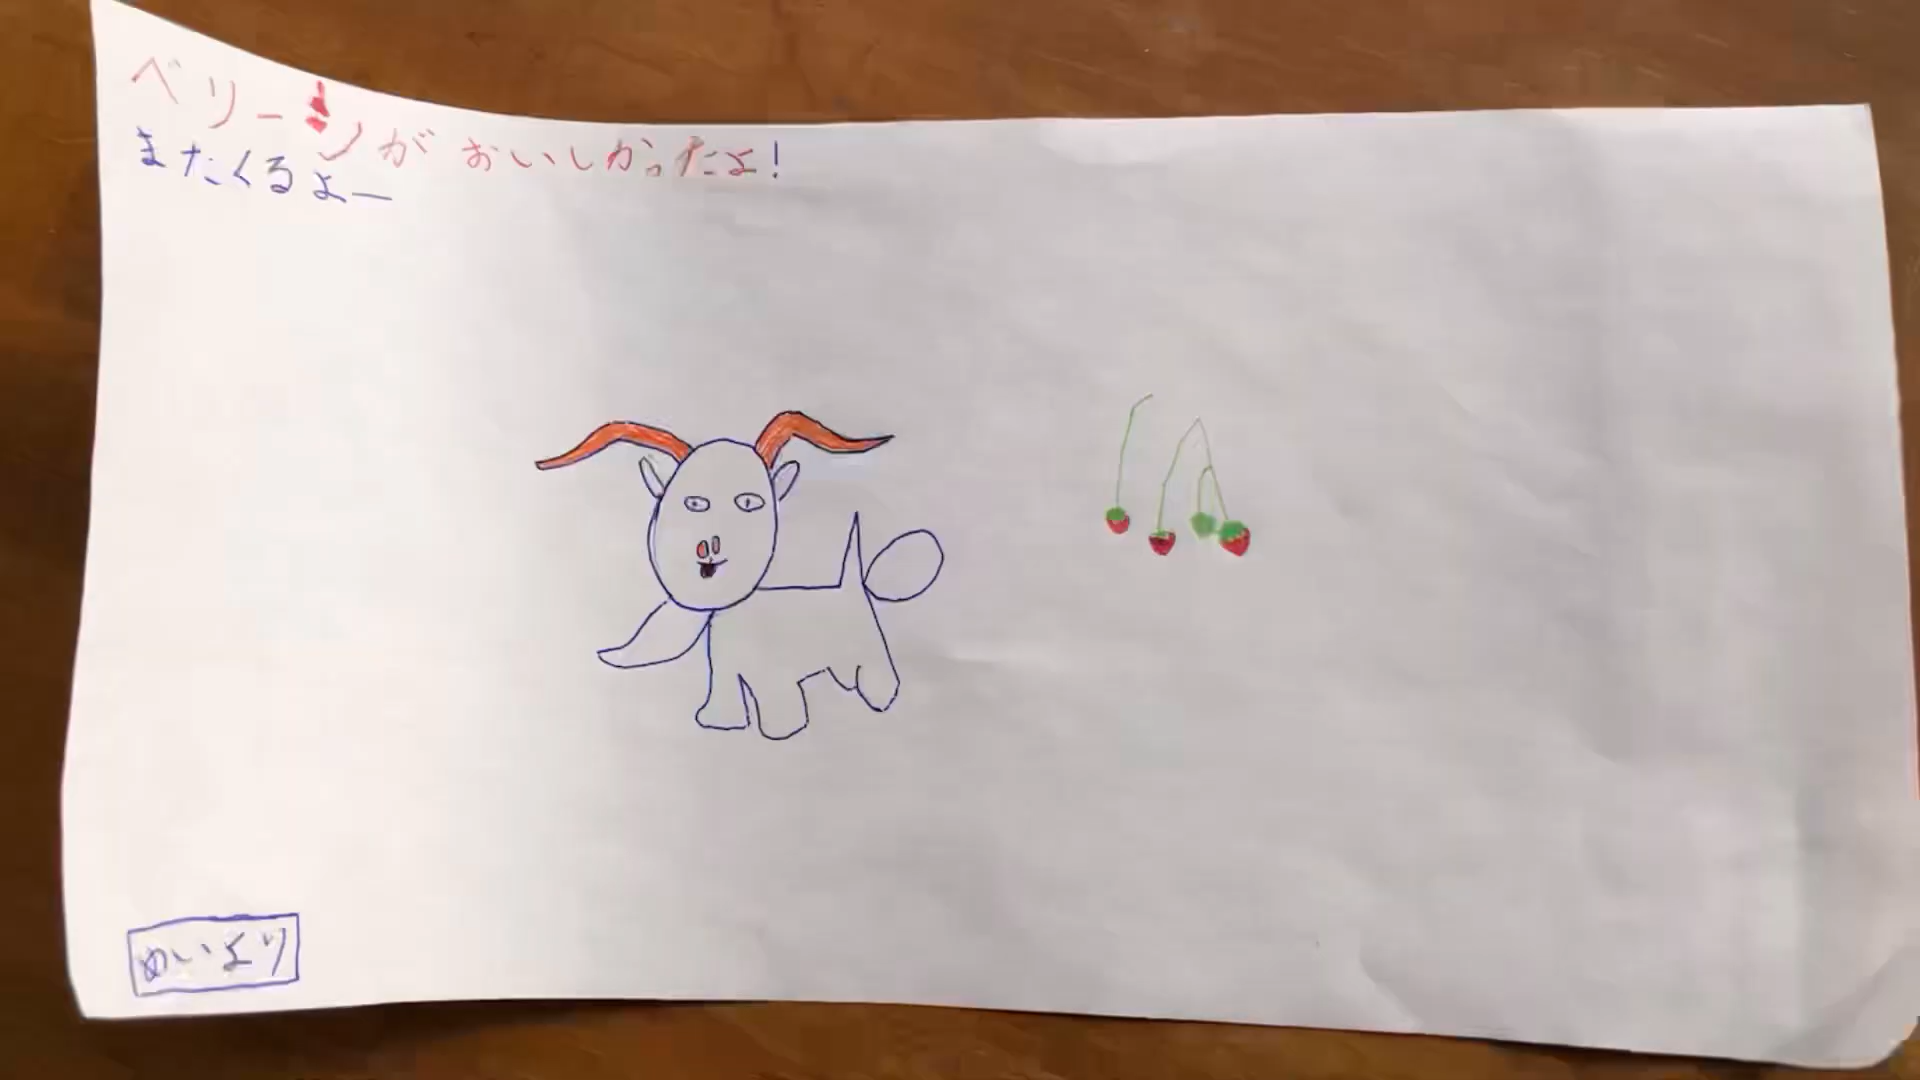 ベリーンがおいしかったよ!
またくるよー
めいより